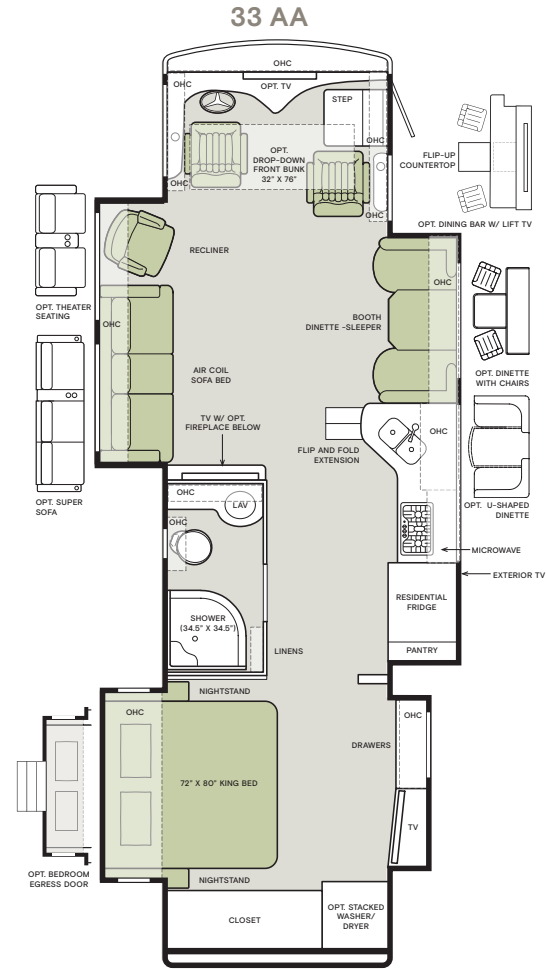 33 AA
OHC
OHC
OPT. TV
STEP
OPT.
DROP-DOWN
FRONT BUNK
32" X 76"
OHC
OHC
OHC
FLIP-UP
COUNTERTOP
OPT. DINING BAR W/ LIFT TV
RECLINER
OHC
OPT. THEATER
SEATING
OHC
BOOTH
DINETTE -SLEEPER
AIR COIL
SOFA BED
OPT. DINETTE
WITH CHAIRS
TV W/ OPT.
FIREPLACE BELOW
OHC
FLIP AND FOLD
EXTENSION
OPT. SUPER
SOFA
OHC
LAV
OPT. U-SHAPED
DINETTE
OHC
MICROWAVE
EXTERIOR TV
RESIDENTIAL
FRIDGE
SHOWER
(34.5" X 34.5")
LINENS
PANTRY
NIGHTSTAND
OHC
OHC
DRAWERS
72" X 80" KING BED
TV
OPT. BEDROOM
EGRESS DOOR
NIGHTSTAND
CLOSET
OPT. STACKED
WASHER/
DRYER